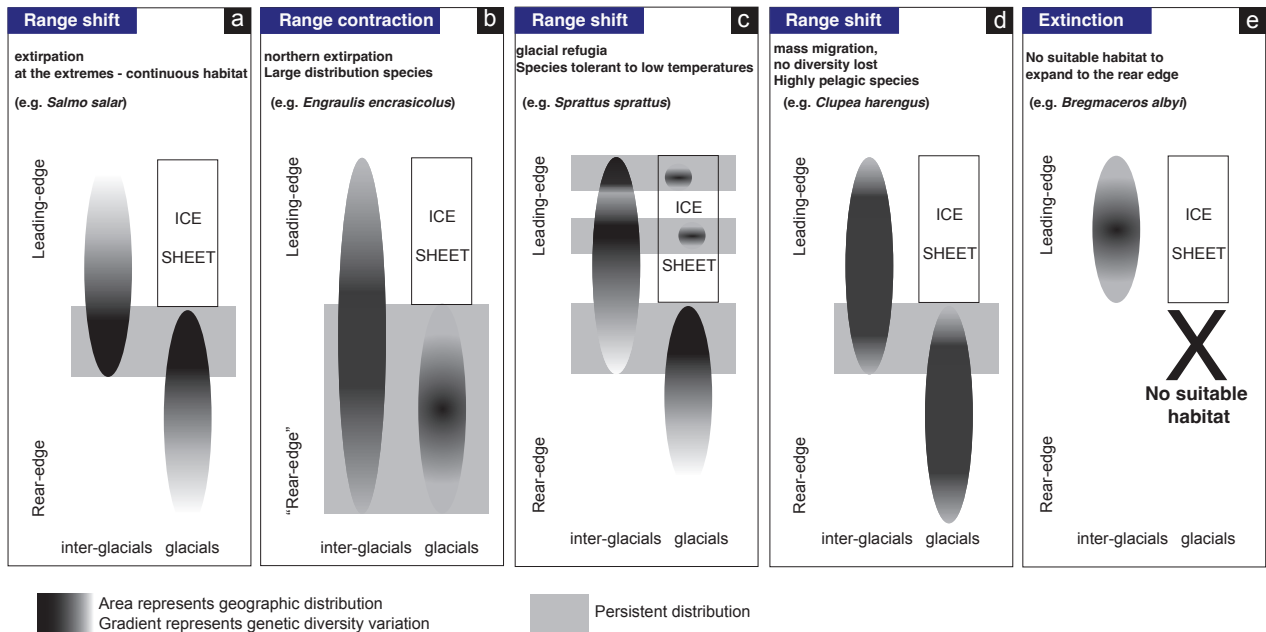 Range shift
a
extirpation
at the extremes - continuous habitat
(e.g. Salmo salar)
Leading-edge
Rear-edge
ICE
SHEET
inter-glacials
glacials
Range contraction
b
northern extirpation
Large distribution species
(e.g. Engraulis encrasicolus)
Leading-edge
"Rear-edge"
ICE
SHEET
inter-glacials
glacials
Range shift
c
glacial refugia
Species tolerant to low temperatures
(e.g. Sprattus sprattus)
Leading-edge
Rear-edge
ICE
SHEET
inter-glacials
glacials
Range shift
d
mass migration,
no diversity lost
Highly pelagic species
(e.g. Clupea harengus)
Leading-edge
Rear-edge
ICE
SHEET
inter-glacials
glacials
Extinction
e
No suitable habitat to
expand to the rear edge
(e.g. Bregmaceros albyi)
Leading-edge
Rear-edge
ICE
SHEET
X
No suitable
habitat
inter-glacials
glacials
Area represents geographic distribution
Gradient represents genetic diversity variation
Persistent distribution